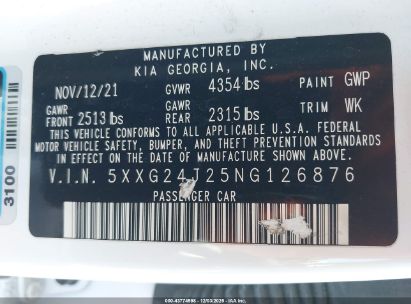 MANUFACTURED BY
KIA GEORGIA, INC.
NOV/12/21 GVWR 4354 lbs PAINT GWP
GAWR FRONT 2513 lbs GAWR REAR 2315 lbs TRIM WK
THIS VEHICLE CONFORMS TO ALL APPLICABLE U.S.A. FEDERAL
MOTOR VEHICLE SAFETY, BUMPER, AND THEFT PREVENTION STANDARDS
IN EFFECT ON THE DATE OF MANUFACTURE SHOWN ABOVE.
V.I.N. 5XXG24J25NG126876
PASSENGER CAR
3100